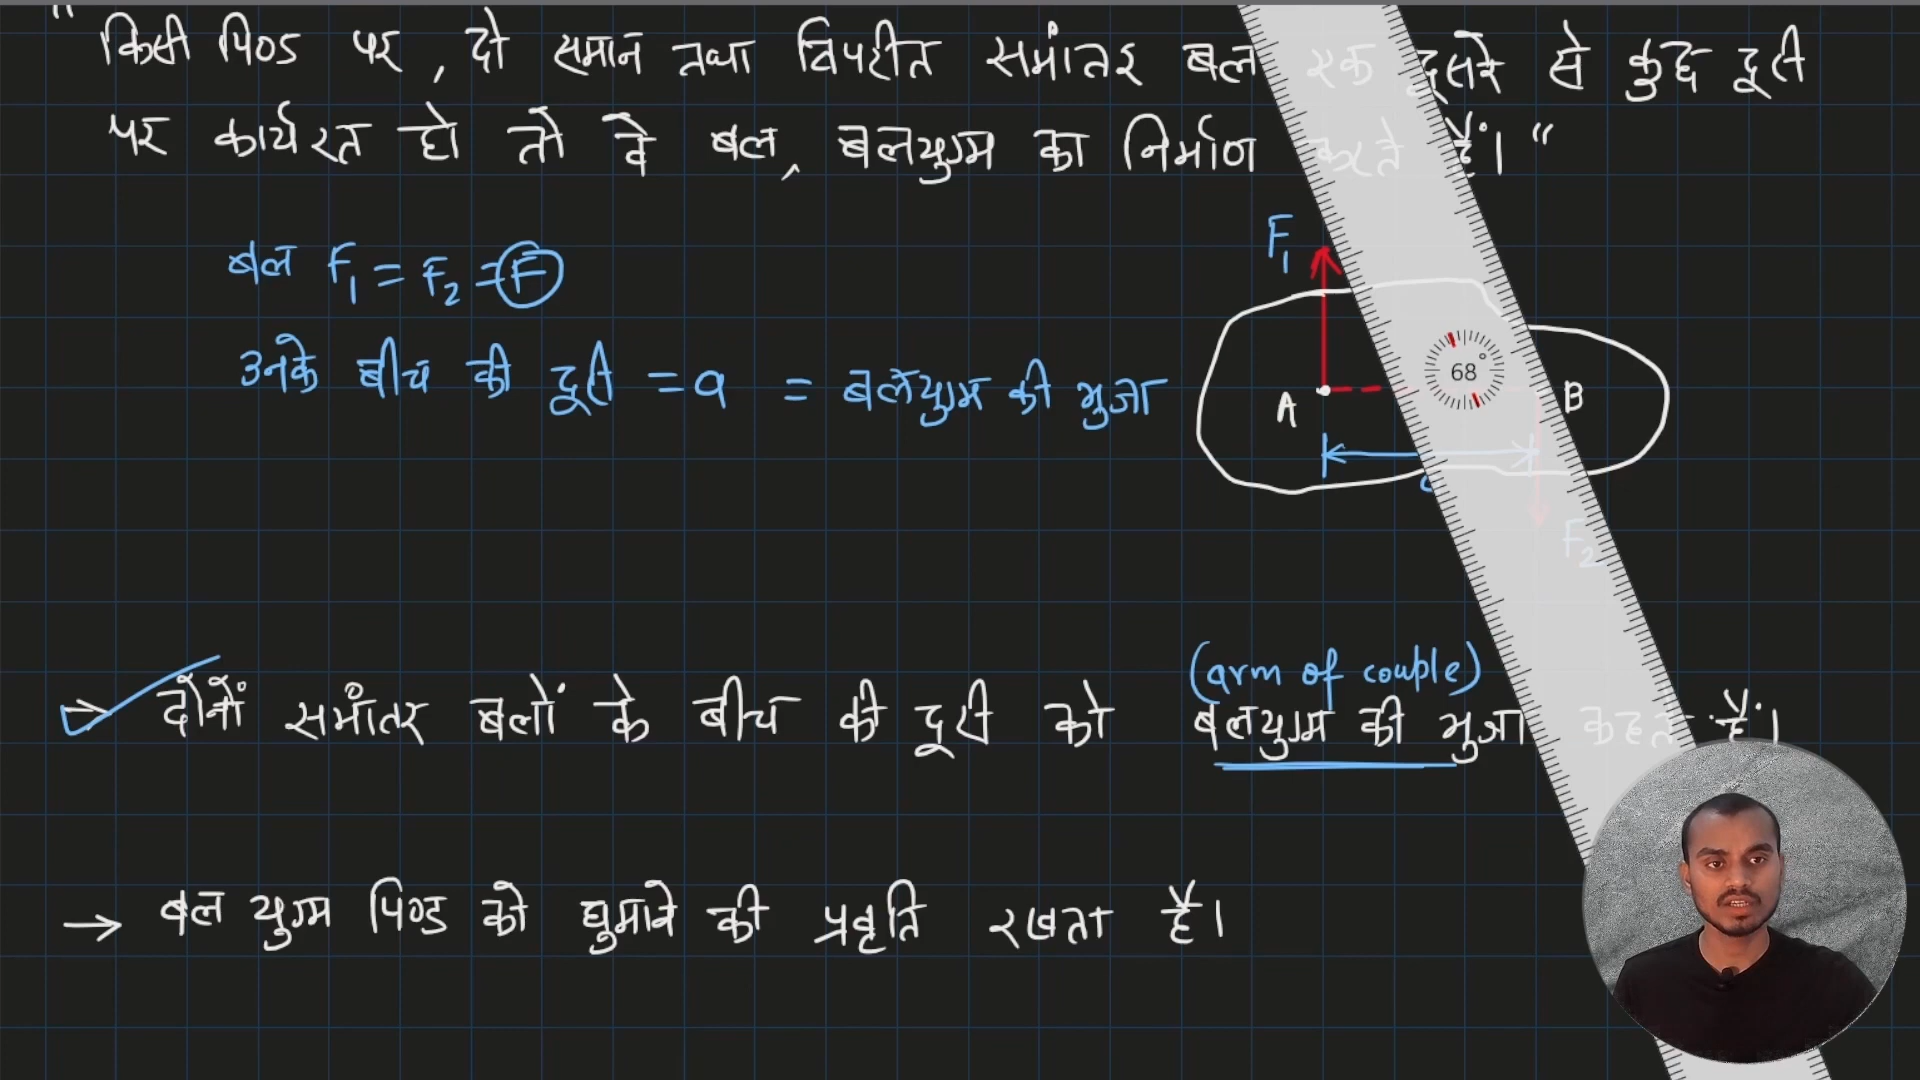 "किसी पिण्ड पर, दो समान तथा विपरीत समांतर बल एक दूसरे से कुछ दूरी
पर कार्यरत हो तो वे बल, बलयुग्म का निर्माण करते हैं। "
बल F₁ = F₂ = F
उनके बीच की दूरी = a = बलयुग्म की भुजा
F₁
68°
A
B
F₂
(arm of couple)
→ दोनों समांतर बलों के बीच की दूरी को बलयुग्म की भुजा कहते हैं।
→ बल युग्म पिण्ड को घुमाने की प्रवृति रखता है।